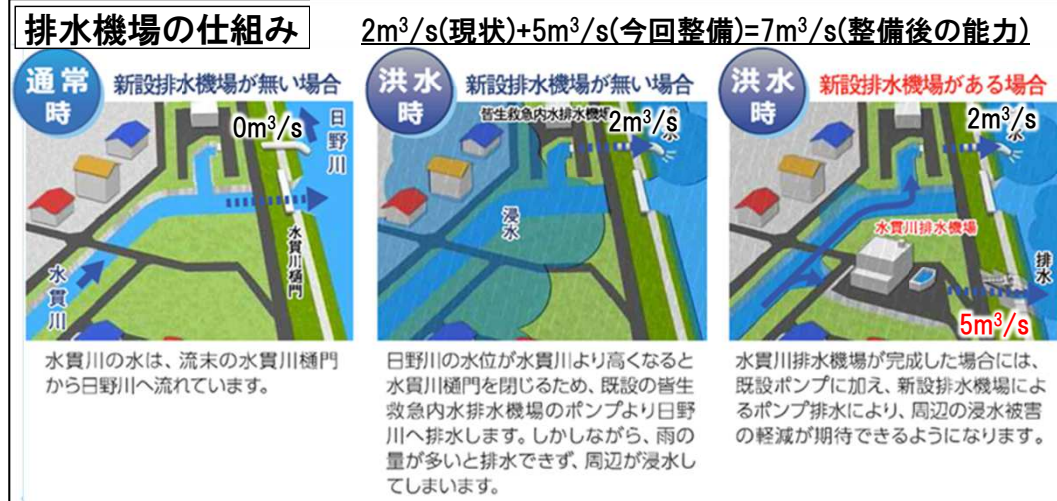 排水機場の仕組み
2m³/s(現状)+5m³/s(今回整備)=7m³/s(整備後の能力)
通常時
新設排水機場が無い場合
0m³/s
日野川
水貫川
水貫川樋門
水貫川の水は、流末の水貫川樋門
から日野川へ流れています。
洪水時
新設排水機場が無い場合
皆生救急内水排水機場
2m³/s
水
浸水
日野川の水位が水貫川より高くなると
水貫川樋門を閉じるため、既設の皆生
救急内水排水機場のポンプより日野
川へ排水します。しかしながら、雨の
量が多いと排水できず、周辺が浸水し
てしまいます。
洪水時
新設排水機場がある場合
2m³/s
水
水貫川排水機場
排水
5m³/s
水貫川排水機場が完成した場合には、
既設ポンプに加え、新設排水機場によ
るポンプ排水により、周辺の浸水被害
の軽減が期待できるようになります。